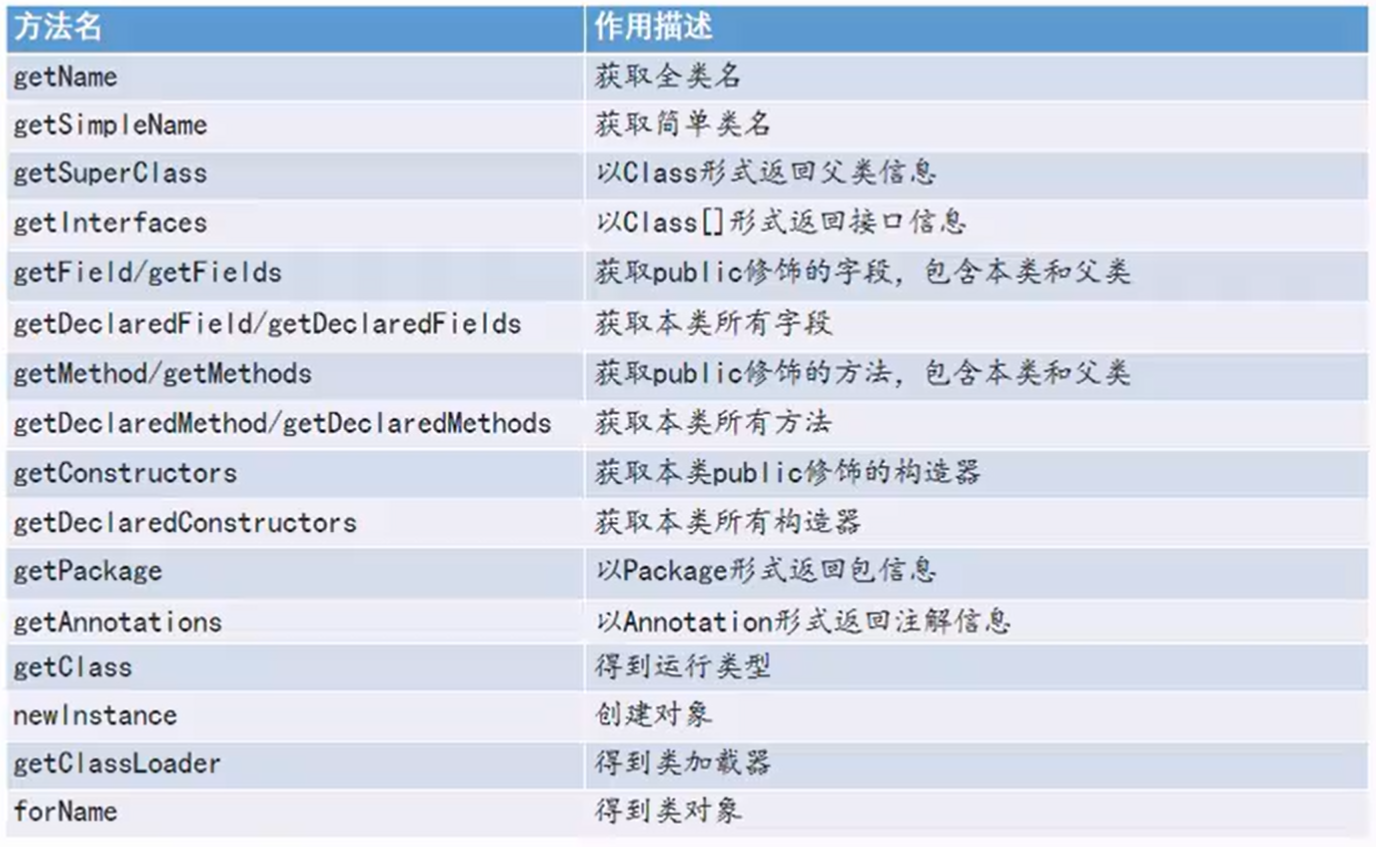 方法名 作用描述
getName 获取全类名
getSimpleName 获取简单类名
getSuperClass 以Class形式返回父类信息
getInterfaces 以Class[]形式返回接口信息
getField/getFields 获取public修饰的字段，包含本类和父类
getDeclaredField/getDeclaredFields 获取本类所有字段
getMethod/getMethods 获取public修饰的方法，包含本类和父类
getDeclaredMethod/getDeclaredMethods 获取本类所有方法
getConstructors 获取本类public修饰的构造器
getDeclaredConstructors 获取本类所有构造器
getPackage 以Package形式返回包信息
getAnnotations 以Annotation形式返回注解信息
getClass 得到运行类型
newInstance 创建对象
getClassLoader 得到类加载器
forName 得到类对象